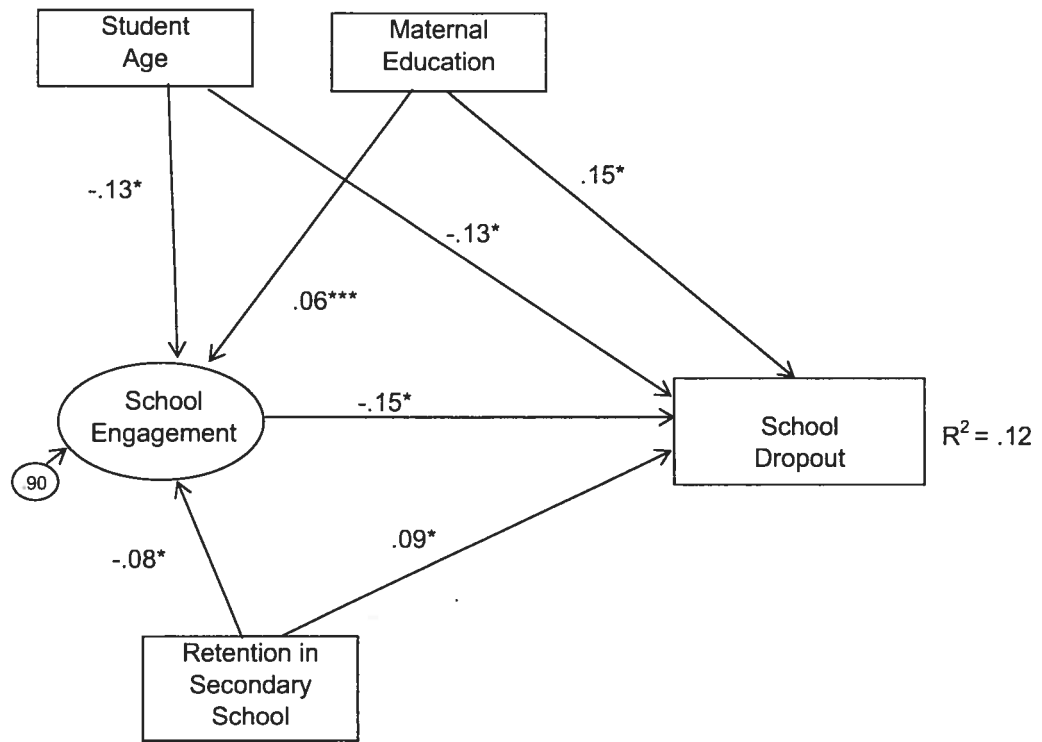 Student
Age
Maternal
Education
-.13*
.15*
-.13*
.06***
School
Engagement
-.15*
School
Dropout
R² = .12
.90
-.08*
.09*
Retention in
Secondary
School